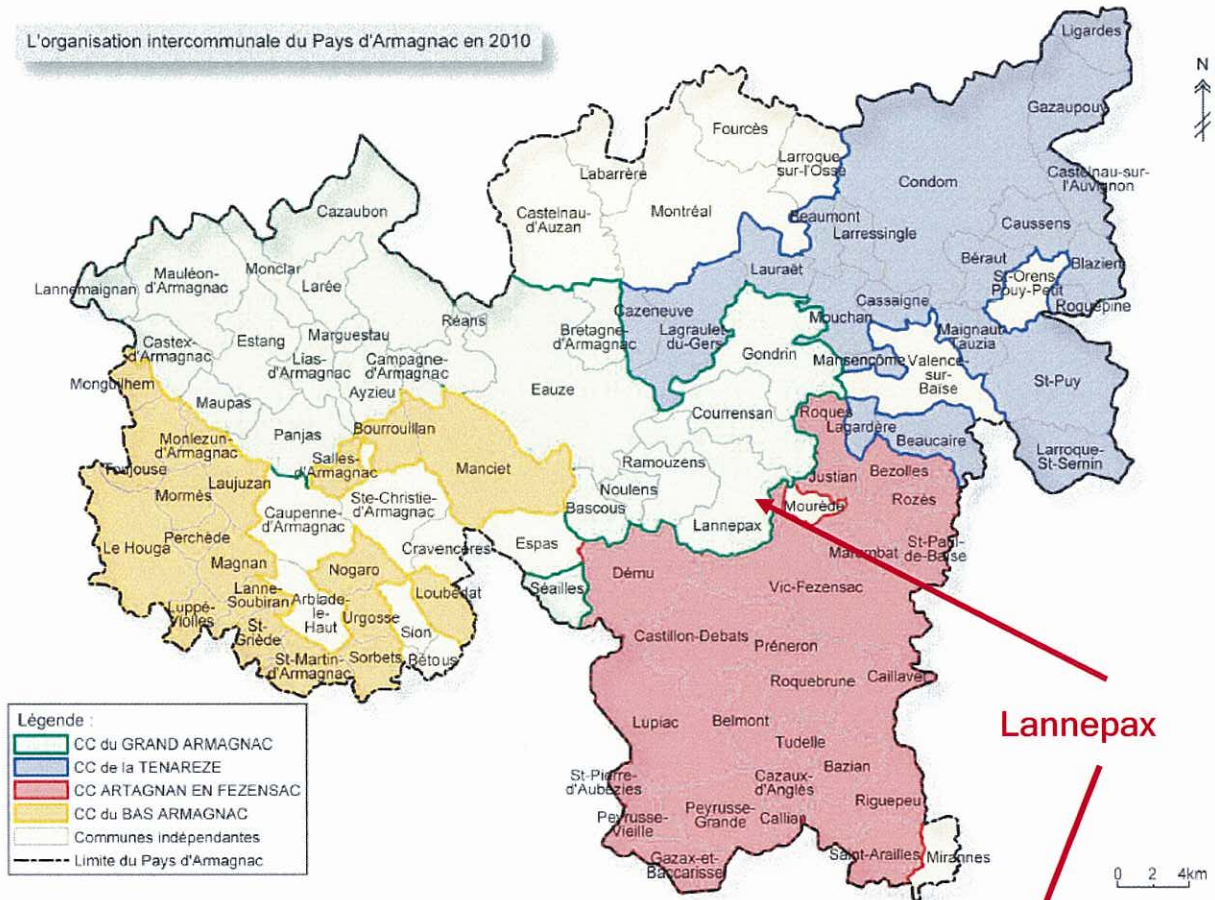 L'organisation intercommunale du Pays d'Armagnac en 2010
N
Ligardes
Gazaupouy
Fourcès
Larroque
sur-l'Osse
Labarrère
Condom
Castelnau-sur-
l'Auvignon
Cazaubon
Castelnau-
d'Auzan
Montréal
Beaumont
Larressingle
Caussens
Mauléon-
d'Armagnac
Monclar
Larée
Lannemaignan
Lauraët
Béraut
Blaziert
St-Orens
Pouy-Petit
Cassaigne
Roquepine
Cazeneuve
Mouchan
Réans
Marguestau
Estang
Castex-
d'Armagnac
Bretagne-
d'Armagnac
Lagraulet
du-Gers
Maignaut
Tauzia
Gondrin
Mansencôme
Valence-
sur-
Baïse
Lias-
d'Armagnac
Campagne-
d'Armagnac
Monguilhem
Ayzieu
Eauze
St-Puy
Maupas
Courrensan
Roques
Lagardère
Beaucaire
Panjas
Bourrouillan
Monlezun-
d'Armagnac
Larroque-
St-Sernin
Salles-
d'Armagnac
Manciet
Ramouzens
Toujouse
Laujuzan
Justian
Bezolles
Mormès
Ste-Christie-
d'Armagnac
Noulens
Rozès
Bascous
Mourède
Caupenne-
d'Armagnac
Lannepax
Perchède
Le Houga
Espas
Cravencères
St-Paul-
de-Baïse
Marambat
Magnan
Nogaro
Dému
Vic-Fezensac
Séailles
Lanne-
Soubiran
Arblade-
le-
Haut
Loubédat
Luppé-
Violles
Urgosse
St-
Griède
Sion
Castillon-Debats
Préneron
St-Martin-
d'Armagnac
Sorbets
Bétous
Roquebrune
Caillavet
Lupiac
Belmont
Lannepax
Tudelle
Bazian
St-Pierre-
d'Aubézies
Cazaux-
d'Anglès
Riguepeu
Peyrusse-
Vieille
Peyrusse-
Grande
Callian
Gazax-et-
Baccarisse
Saint-Arailles
Mirannes
Légende :
CC du GRAND ARMAGNAC
CC de la TENAREZE
CC ARTAGNAN EN FEZENSAC
CC du BAS ARMAGNAC
Communes indépendantes
Limite du Pays d'Armagnac
0 2 4km